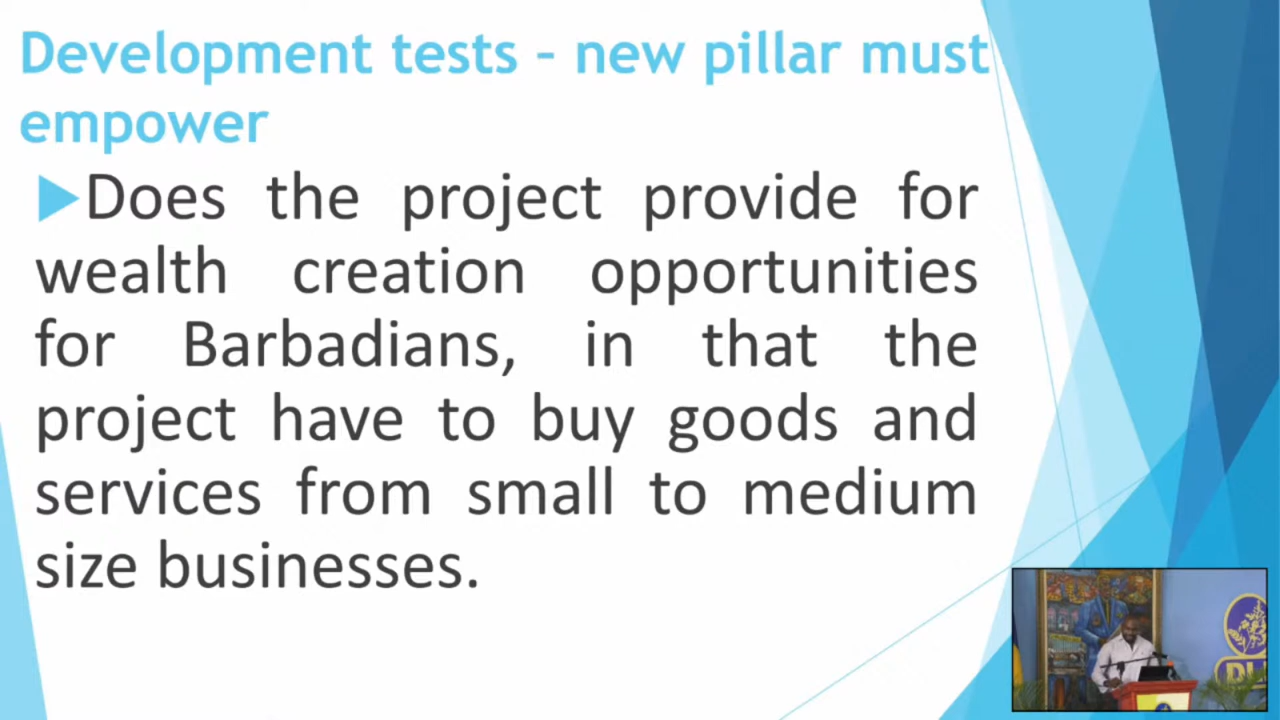 Development tests – new pillar must
empower
Does the project provide for
wealth creation opportunities
for Barbadians, in that the
project have to buy goods and
services from small to medium
size businesses.